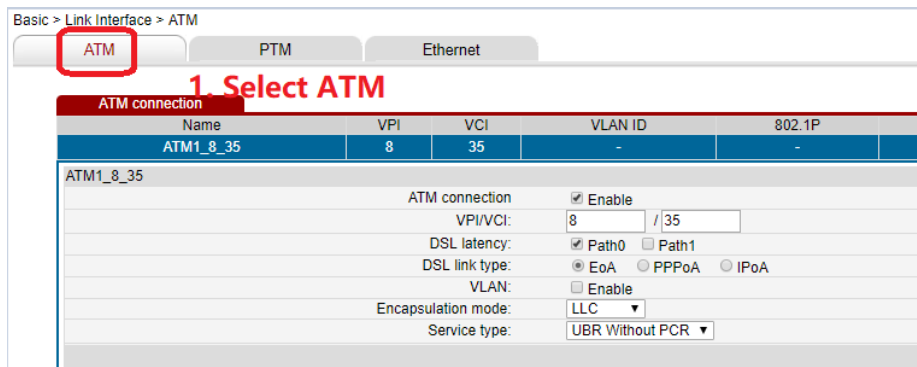 Basic > Link Interface > ATM
ATM PTM Ethernet
1. Select ATM
ATM connection
Name VPI VCI VLAN ID 802.1P
ATM1_8_35 8 35 - -
ATM1_8_35
ATM connection Enable
VPI/VCI: 8 / 35
DSL latency: Path0 Path1
DSL link type: EoA PPPoA IPoA
VLAN: Enable
Encapsulation mode: LLC
Service type: UBR Without PCR